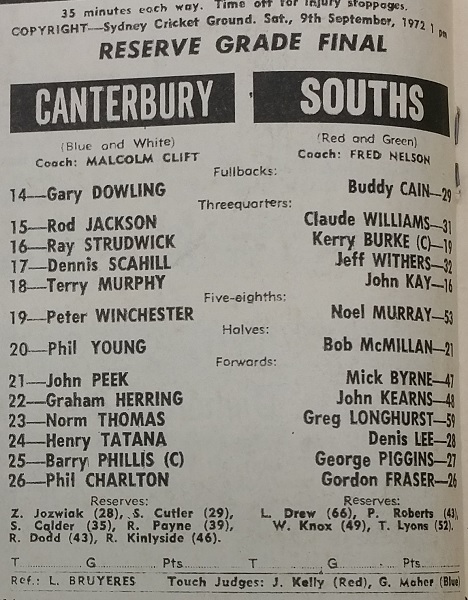 35 minutes each way. Time off for injury stoppages.
COPYRIGHT—Sydney Cricket Ground. Sat., 9th September, 1972 1 pm
RESERVE GRADE FINAL
CANTERBURY SOUTHS
(Blue and White) (Red and Green)
Coach: MALCOLM CLIFT Coach: FRED NELSON
Fullbacks:
14—Gary DOWLING Buddy CAIN—29
Threequarters:
15—Rod JACKSON Claude WILLIAMS—31
16—Ray STRUDWICK Kerry BURKE (C)—19
17—Dennis SCAHILL Jeff WITHERS—32
18—Terry MURPHY John KAY—16
Five-eighths:
19—Peter WINCHESTER Noel MURRAY—53
Halves:
20—Phil YOUNG Bob McMILLAN—21
Forwards:
21—John PEEK Mick BYRNE—47
22—Graham HERRING John KEARNS—48
23—Norm THOMAS Greg LONGHURST—59
24—Henry TATANA Denis LEE—28
25—Barry PHILLIS (C) George PIGGINS—27
26—Phil CHARLTON Gordon FRASER—26
Reserves: Reserves:
Z. Jozwiak (28), S. Cutler (29), L. Drew (66), P. Roberts (43),
S. Calder (35), R. Payne (39), W. Knox (49), T. Lyons (52).
R. Dodd (43), R. Kinlyside (46).
T............G............Pts............ T............G............Pts............
Ref.: L. BRUYERES Touch Judges: J. Kelly (Red), G. Maher (Blue)